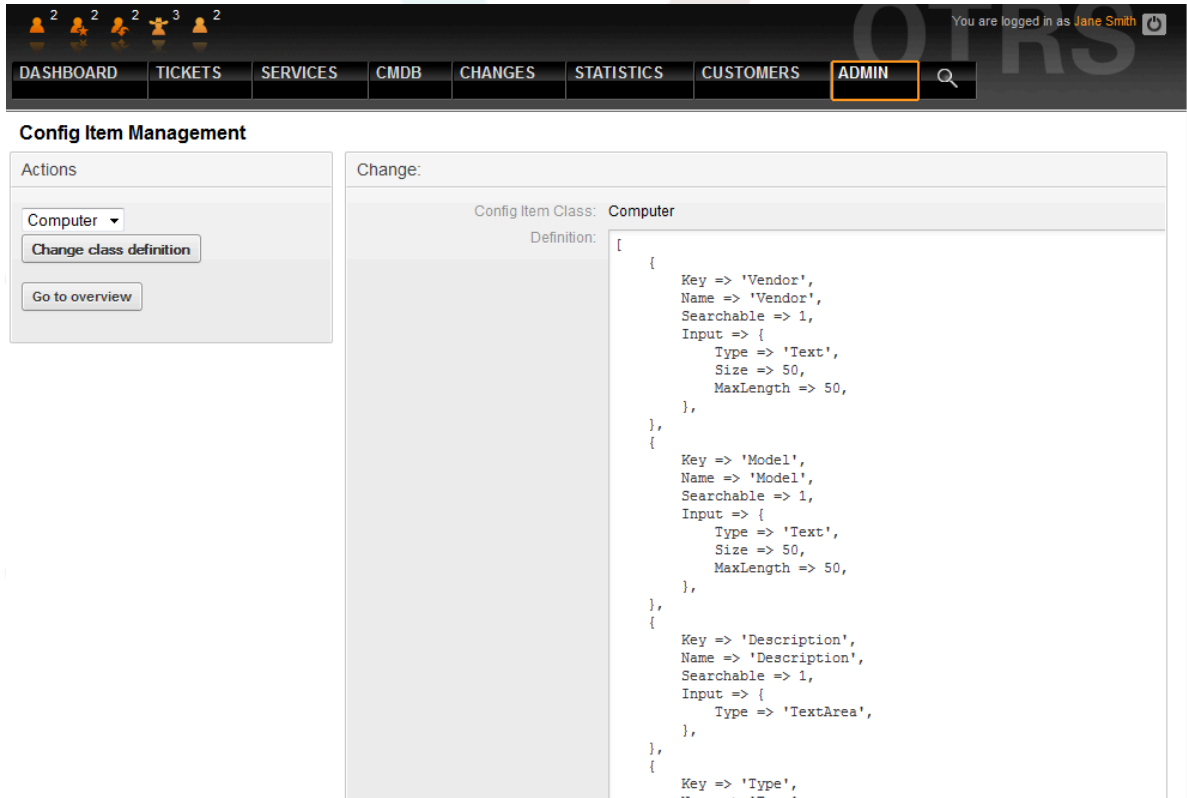 2 2 2 3 2
OTRS
You are logged in as Jane Smith
DASHBOARD TICKETS SERVICES CMDB CHANGES STATISTICS CUSTOMERS ADMIN
Config Item Management
Actions
Computer
Change class definition
Go to overview
Change:
Config Item Class: Computer
Definition:
[
{
Key => 'Vendor',
Name => 'Vendor',
Searchable => 1,
Input => {
Type => 'Text',
Size => 50,
MaxLength => 50,
},
},
{
Key => 'Model',
Name => 'Model',
Searchable => 1,
Input => {
Type => 'Text',
Size => 50,
MaxLength => 50,
},
},
{
Key => 'Description',
Name => 'Description',
Searchable => 1,
Input => {
Type => 'TextArea',
},
},
{
Key => 'Type',